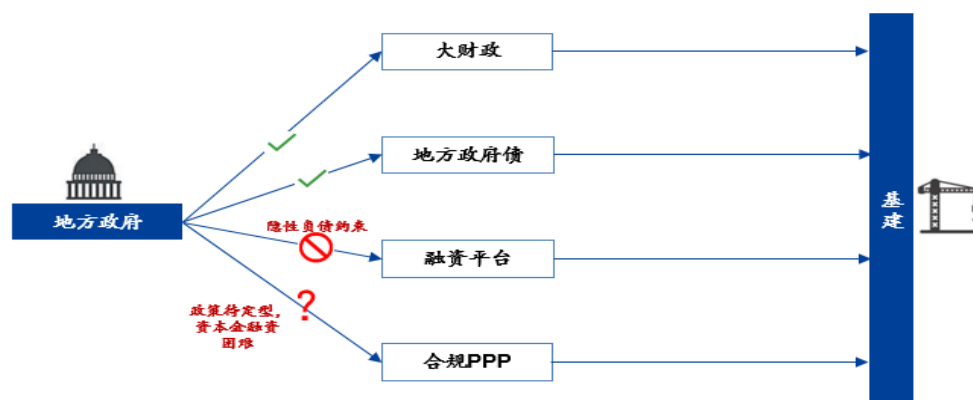 大财政
地方政府债
地方政府
隐性负债约束
融资平台
政策待定型，
资本金融资
困难
?
合规PPP
基
建